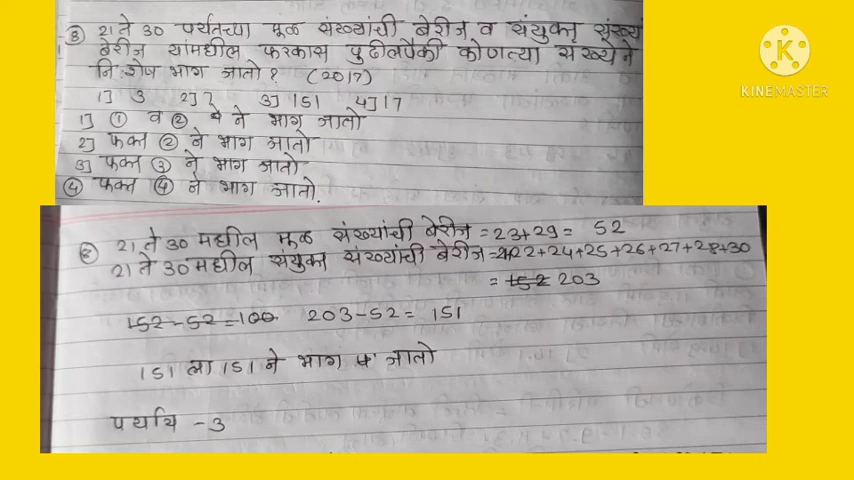 ③ 21 ते 30 पर्यंतच्या मूळ संख्यांची बेरीज व संयुक्त संख्यां
बेरीज यांमधील फरकास पुढीलपैकी कोणत्या संख्येने
निःशेष भाग जातो? (2017)
1] 3 2] 7 3] 151 4] 17
1] ① व ② ने भाग जातो
2] फक्त ② ने भाग जातो
3] फक्त ③ ने भाग जातो
④ फक्त ④ ने भाग जातो.
KINEMASTER
21 ते 30 मधील मूळ संख्यांची बेरीज = 23+29 = 52
21 ते 30 मधील संयुक्त संख्यांची बेरीज = 22+24+25+26+27+28+30
= 152 203
152-52=100 203-52= 151
151 ला 151 ने भाग जातो
पर्याय -3